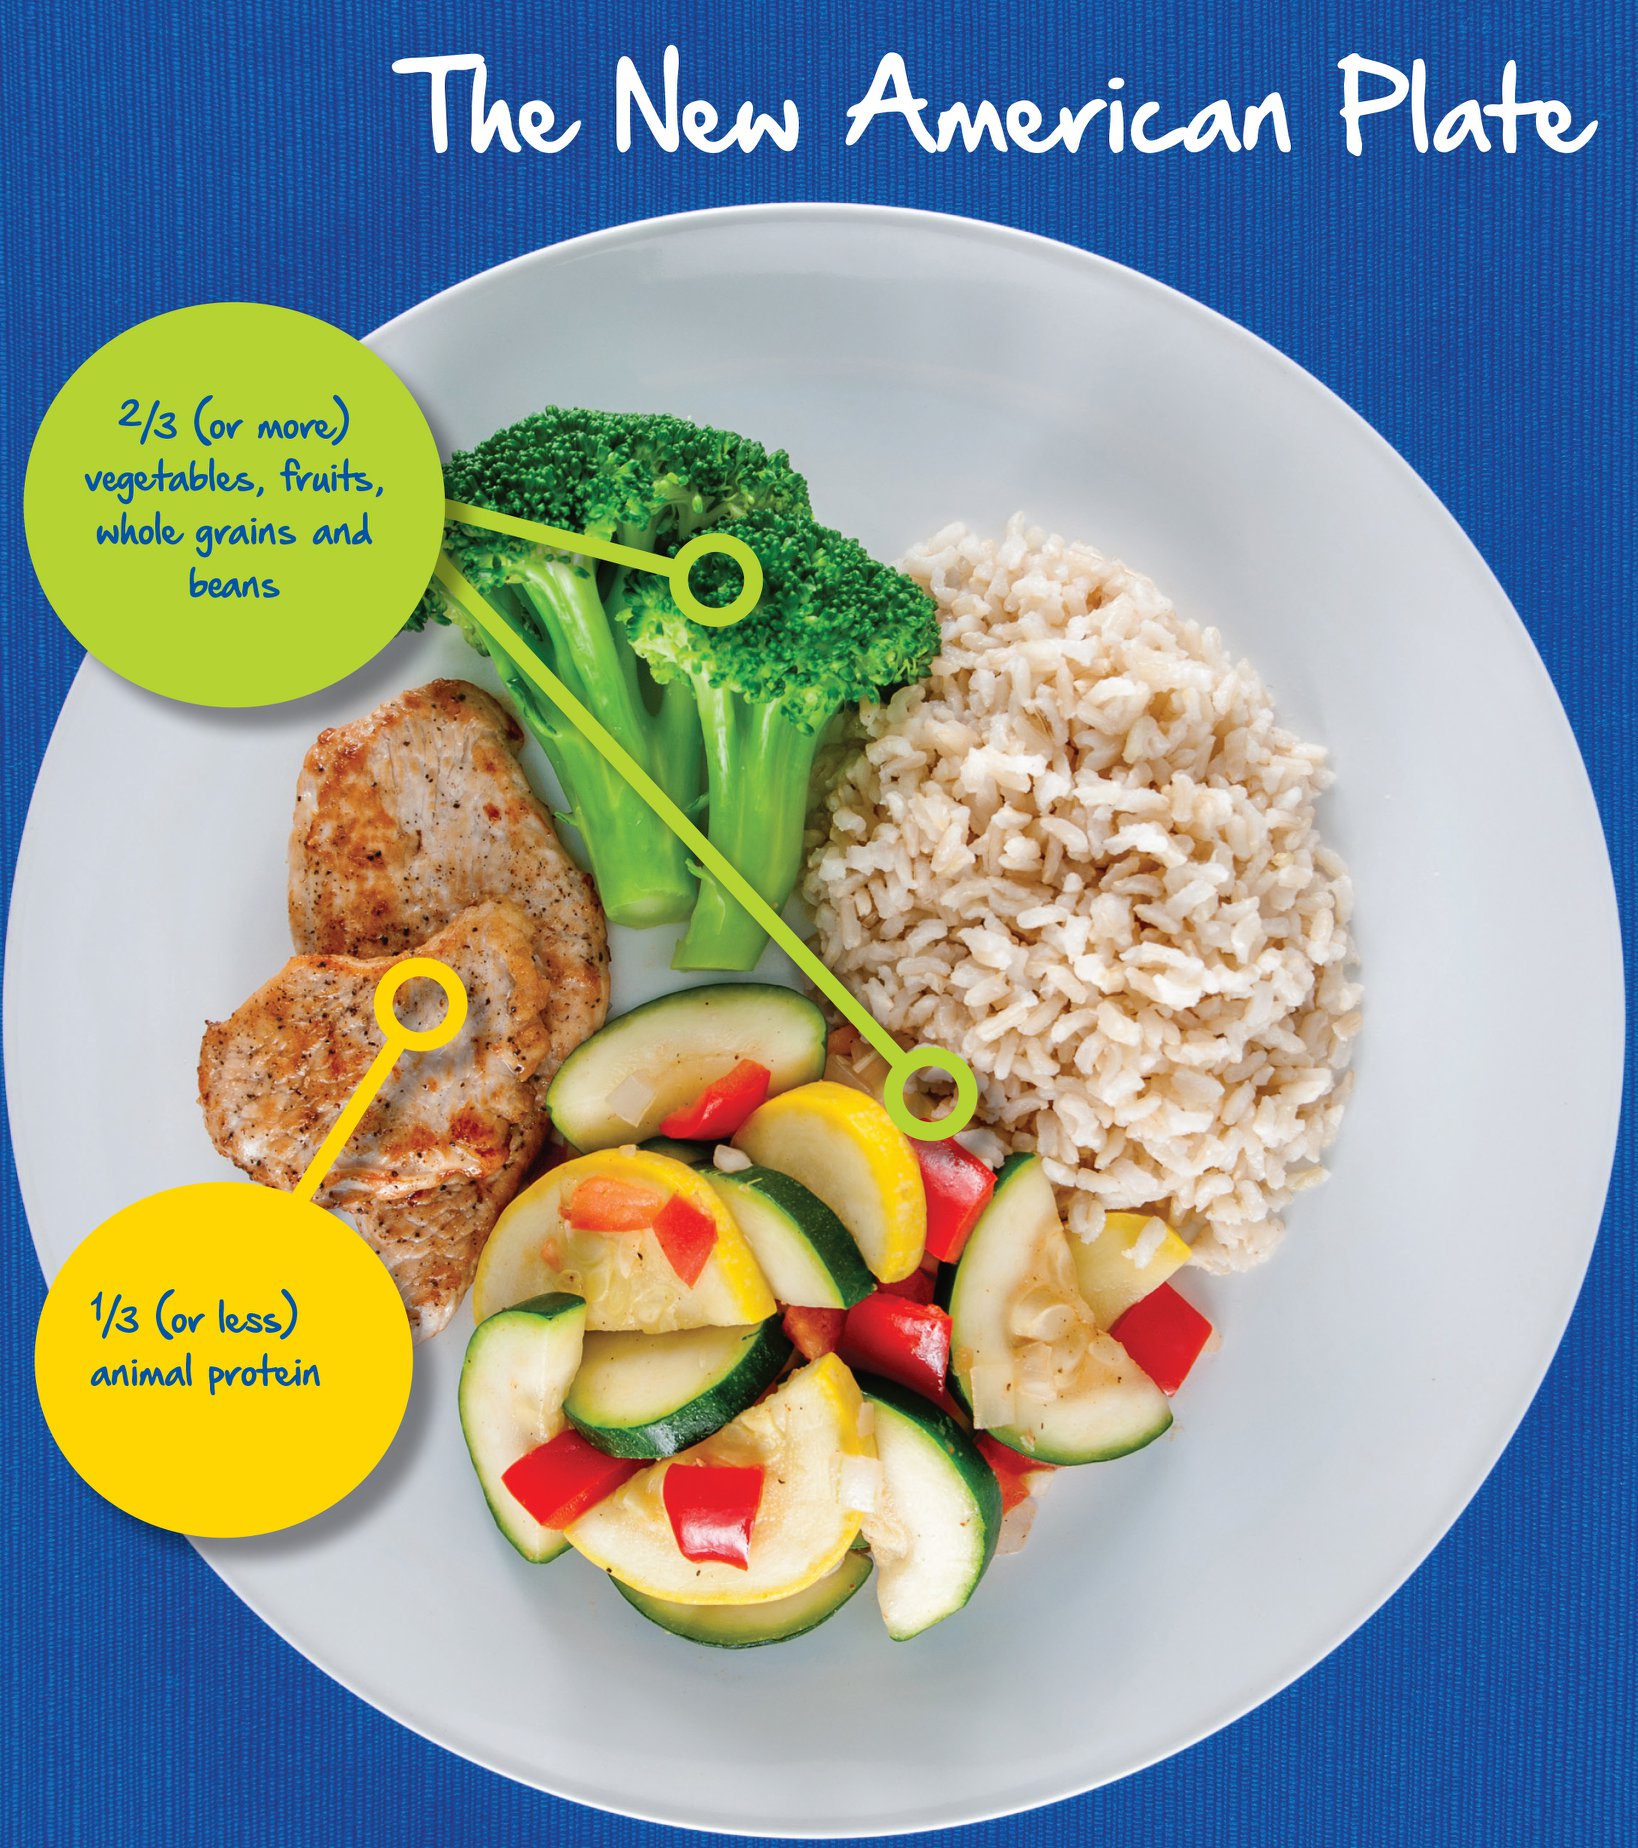 The New American Plate
2/3 (or more)
vegetables, fruits,
whole grains and
beans
1/3 (or less)
animal protein